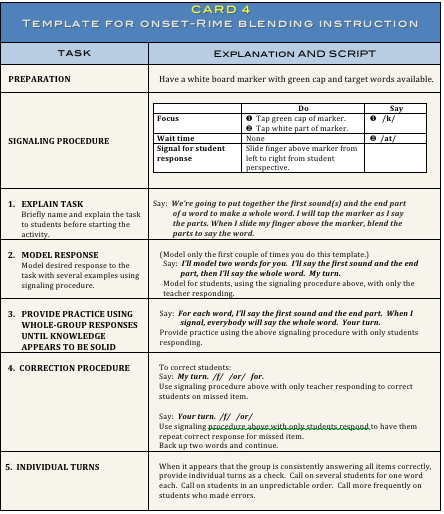 CARD 4
TEMPLATE FOR ONSET-RIME BLENDING INSTRUCTION
TASK
EXPLANATION AND SCRIPT
PREPARATION
Have a white board marker with green cap and target words available.
SIGNALING PROCEDURE
Do
Say
Focus
❶ Tap green cap of marker.
❷ Tap white part of marker.
❶ /k/
Wait time
None
❷ /at/
Signal for student
response
Slide finger above marker from
left to right from student
perspective.
1. EXPLAIN TASK
Briefly name and explain the task
to students before starting the
activity.
Say: We're going to put together the first sound(s) and the end part
of a word to make a whole word. I will tap the marker as I say
the parts. When I slide my finger above the marker, blend the
parts to say the word.
2. MODEL RESPONSE
Model desired response to the
task with several examples using
signaling procedure.
(Model only the first couple of times you do this template.)
Say: I'll model two words for you. I'll say the first sound and the end
part, then I'll say the whole word. My turn.
Model for students, using the signaling procedure above, with only the
teacher responding.
3. PROVIDE PRACTICE USING
WHOLE-GROUP RESPONSES
UNTIL KNOWLEDGE
APPEARS TO BE SOLID
Say: For each word, I'll say the first sound and the end part. When I
signal, everybody will say the whole word. Your turn.
Provide practice using the above signaling procedure with only students
responding.
4. CORRECTION PROCEDURE
To correct students:
Say: My turn. /f/ /or/ for.
Use signaling procedure above with only teacher responding to correct
students on missed item.
Say: Your turn. /f/ /or/
Use signaling procedure above with only students respond to have them
repeat correct response for missed item.
Back up two words and continue.
5. INDIVIDUAL TURNS
When it appears that the group is consistently answering all items correctly,
provide individual turns as a check. Call on several students for one word
each. Call on students in an unpredictable order. Call more frequently on
students who made errors.